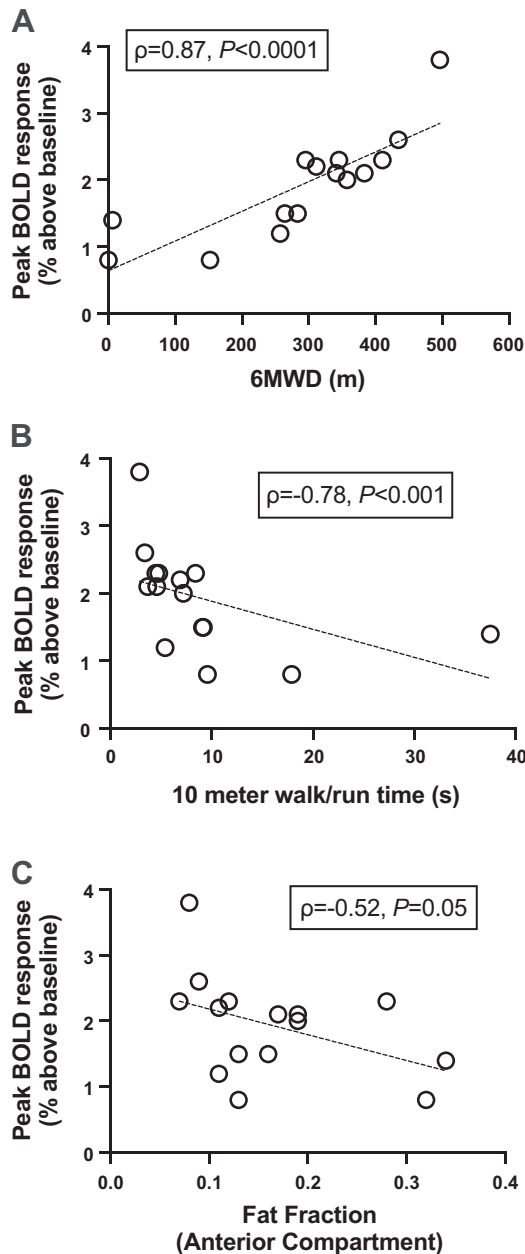 A
ρ=0.87, P<0.0001
Peak BOLD response
(% above baseline)
4
3
2
1
0
0 100 200 300 400 500 600
6MWD (m)
B
ρ=-0.78, P<0.001
Peak BOLD response
(% above baseline)
4
3
2
1
0
0 10 20 30 40
10 meter walk/run time (s)
C
ρ=-0.52, P=0.05
Peak BOLD response
(% above baseline)
4
3
2
1
0
0.0 0.1 0.2 0.3 0.4
Fat Fraction
(Anterior Compartment)